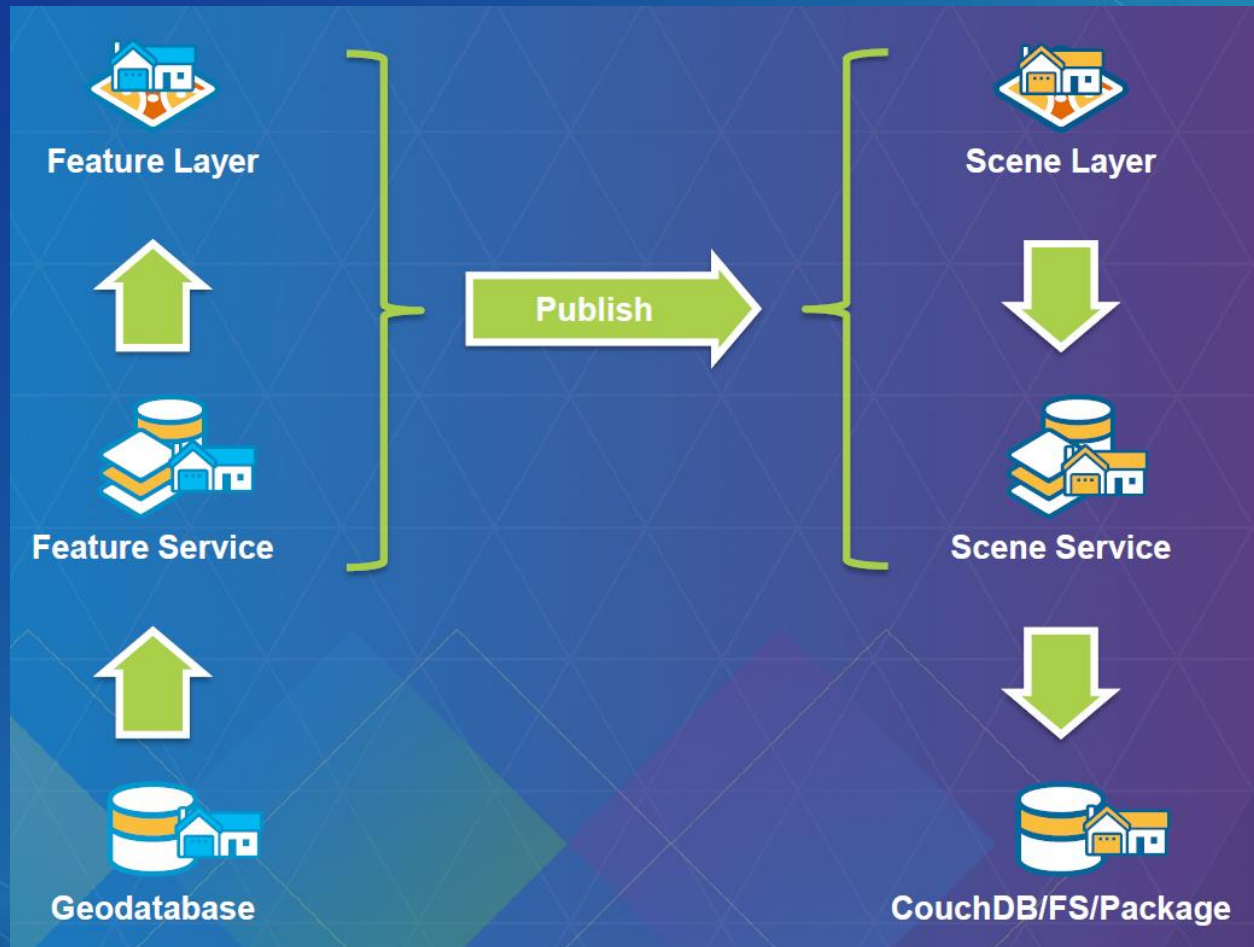 Feature Layer
Scene Layer
Publish
Feature Service
Scene Service
Geodatabase
CouchDB/FS/Package